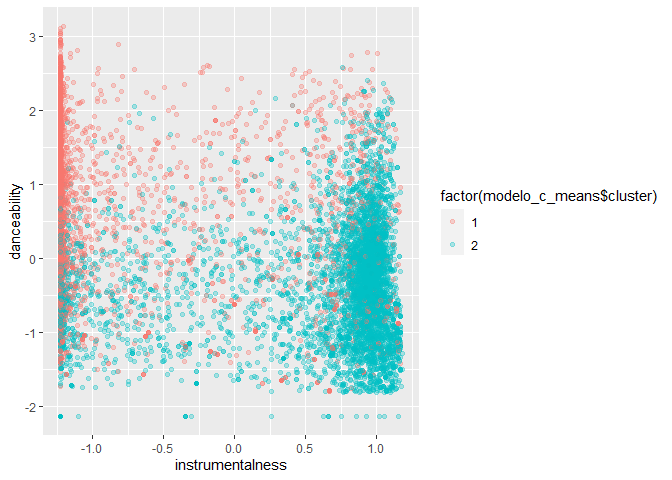 3
2
1
0
-1
-2
danceability
-1.0 -0.5 0.0 0.5 1.0
instrumentalness
factor(modelo_c_means$cluster)
1
2